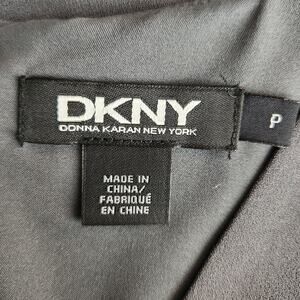 DKNY
DONNA KARAN NEW YORK
P
MADE IN
CHINA/
FABRIQUÉ
EN CHINE